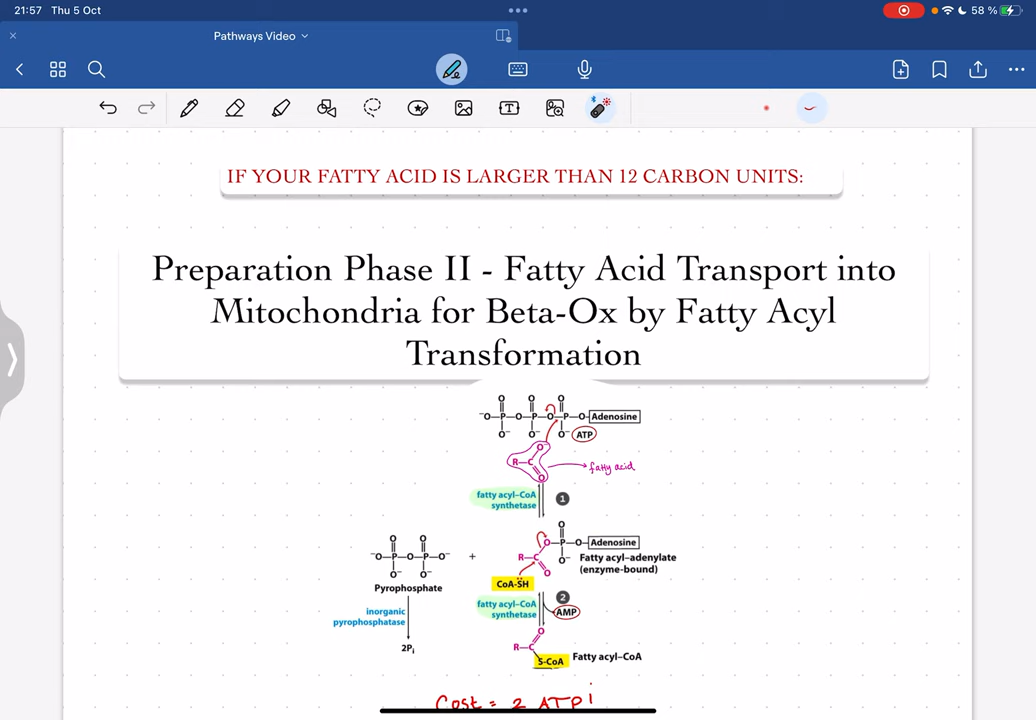 21:57 Thu 5 Oct
58 %
Pathways Video
IF YOUR FATTY ACID IS LARGER THAN 12 CARBON UNITS:
Preparation Phase II - Fatty Acid Transport into
Mitochondria for Beta-Ox by Fatty Acyl
Transformation
O O O
⁻O–P–O–P–O–P–O–Adenosine
O⁻ O⁻ O⁻ ATP
O
R–C
O
fatty acid
fatty acyl–CoA
synthetase
1
O O
⁻O–P–O–P–O⁻
O⁻ O⁻
Pyrophosphate
+
O
O–P–O–Adenosine
R–C O⁻
O
Fatty acyl–adenylate
(enzyme-bound)
CoA-SH
inorganic
pyrophosphatase
2Pi
fatty acyl–CoA
synthetase
2
AMP
O
R–C
S-CoA
Fatty acyl–CoA
Cost = 2 ATP